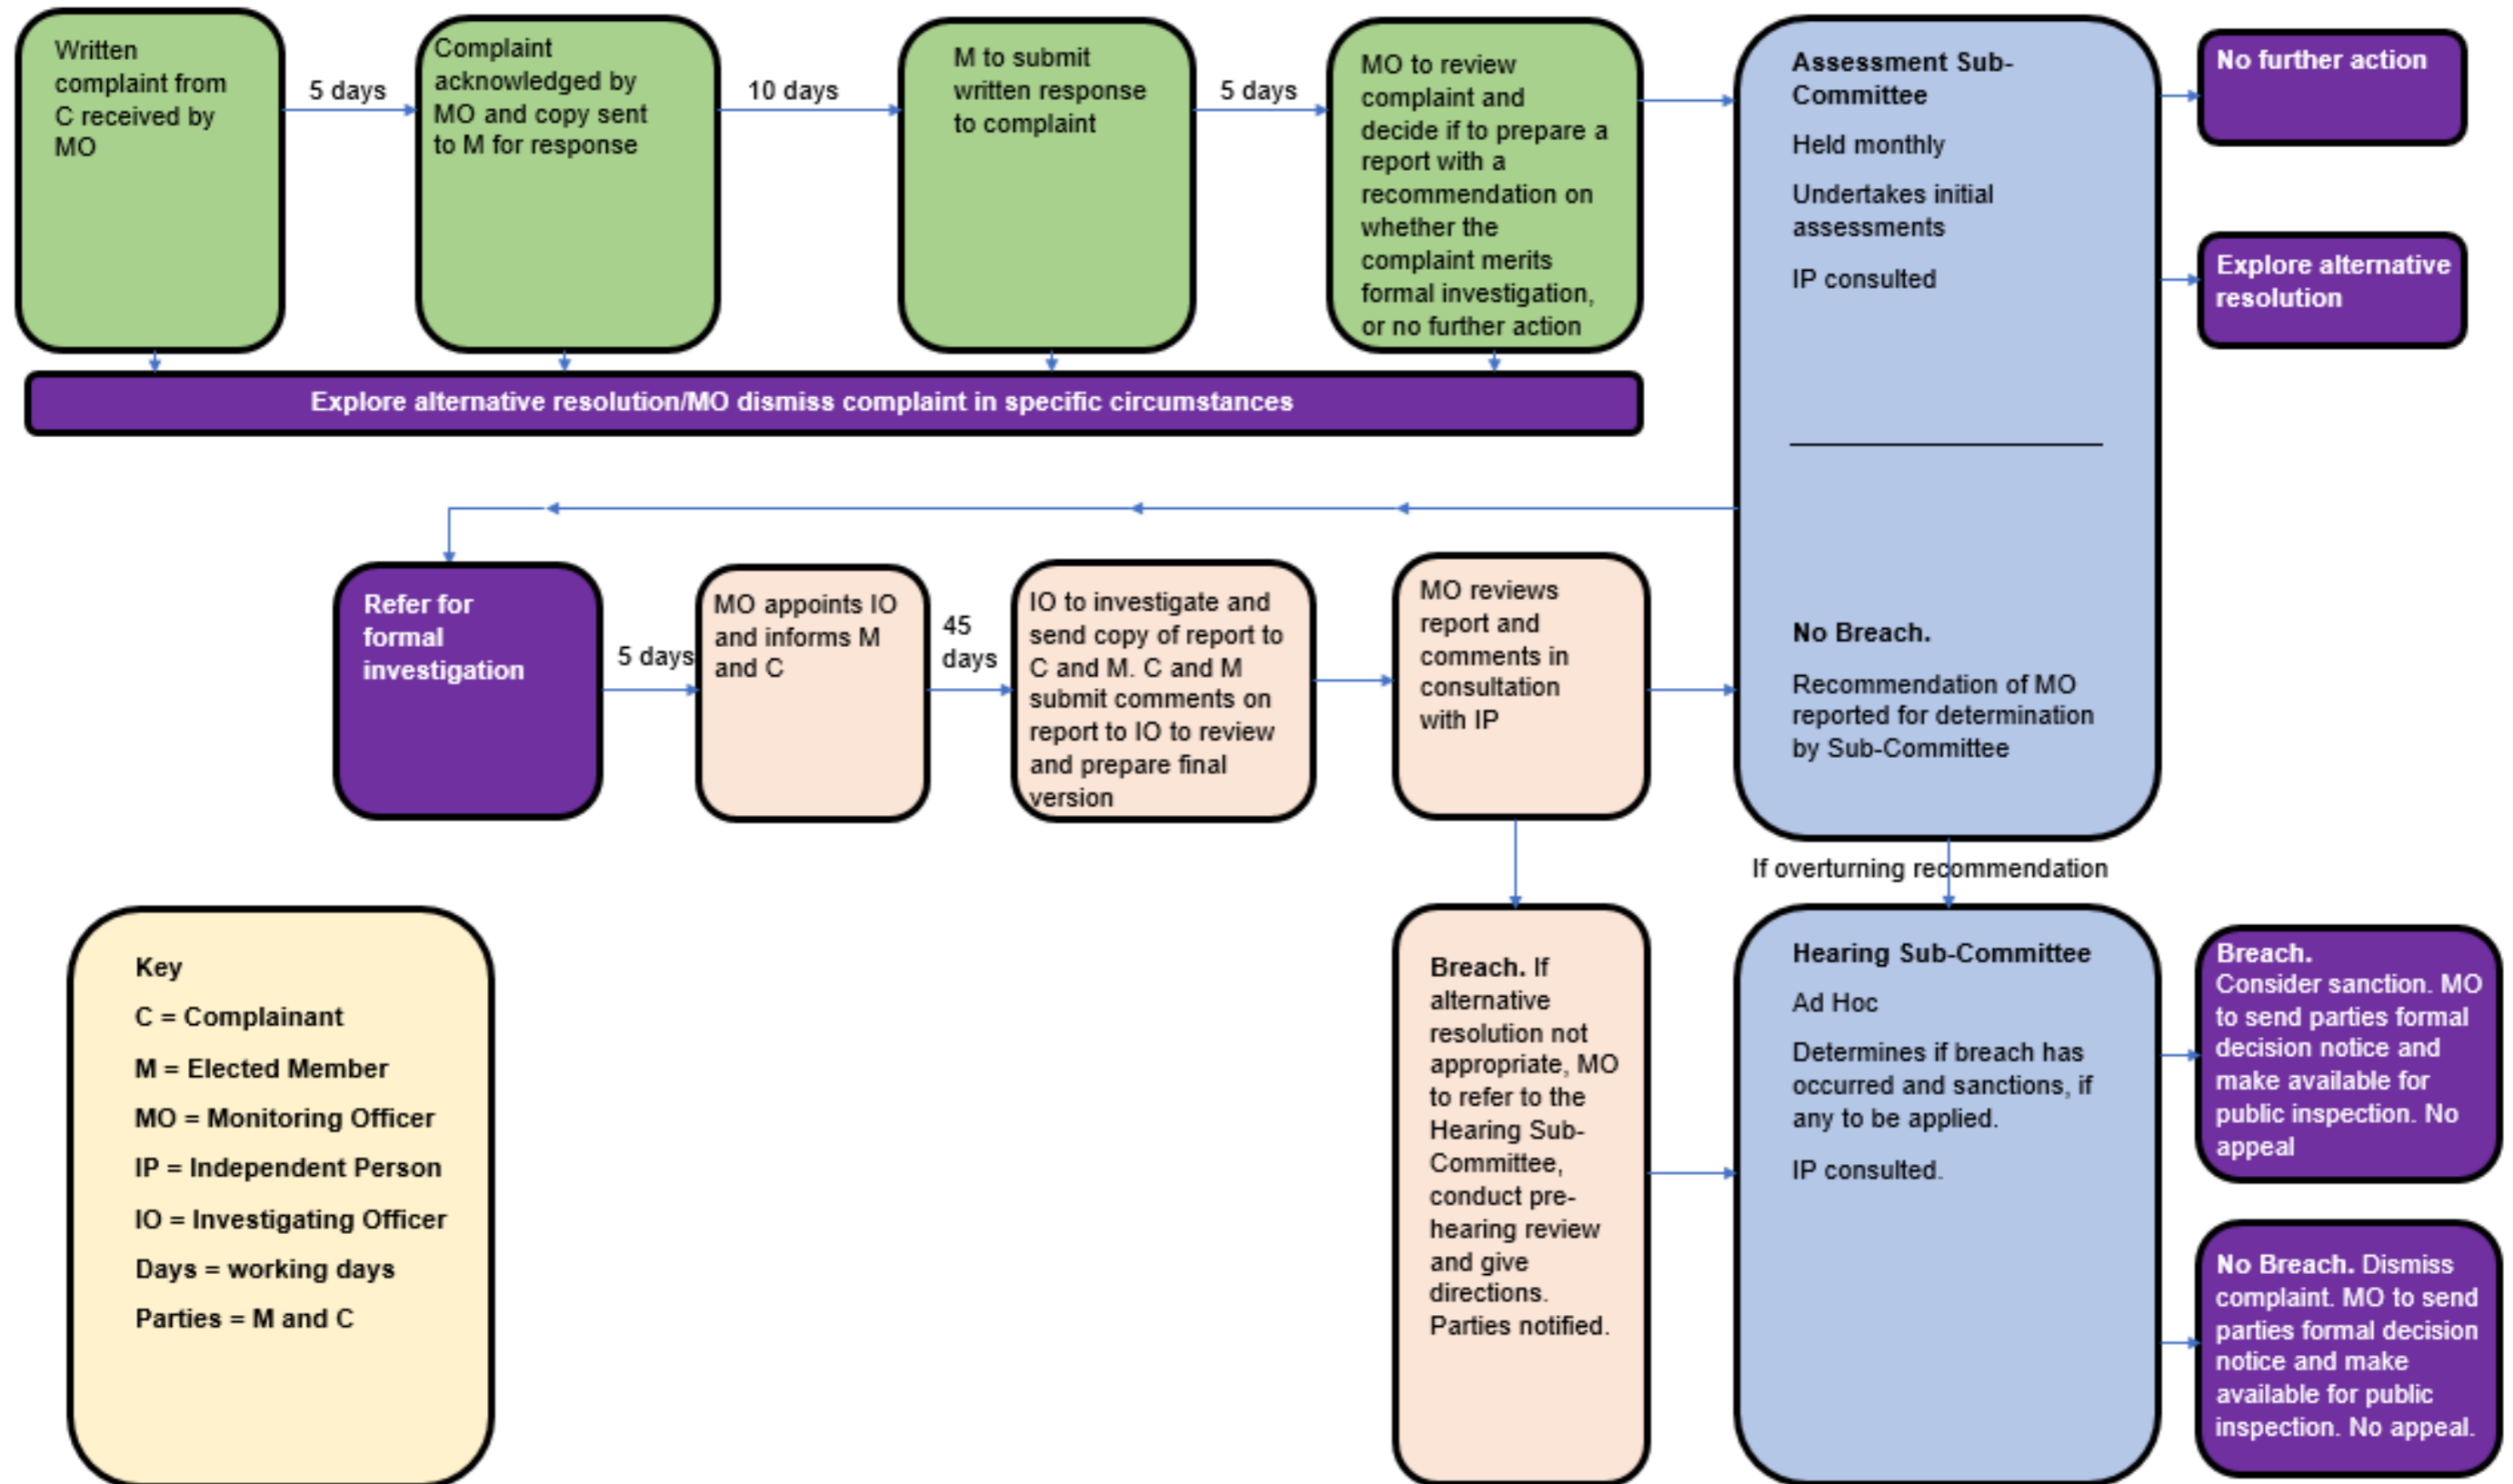 Written
complaint from
C received by
MO
5 days
Complaint
acknowledged by
MO and copy sent
to M for response
10 days
M to submit
written response
to complaint
5 days
MO to review
complaint and
decide if to prepare a
report with a
recommendation on
whether the
complaint merits
formal investigation,
or no further action
Explore alternative resolution/MO dismiss complaint in specific circumstances
Assessment Sub-
Committee
Held monthly
Undertakes initial
assessments
IP consulted
No further action
Explore alternative
resolution
Refer for
formal
investigation
5 days
MO appoints IO
and informs M
and C
45
days
IO to investigate and
send copy of report to
C and M. C and M
submit comments on
report to IO to review
and prepare final
version
MO reviews
report and
comments in
consultation
with IP
No Breach.
Recommendation of MO
reported for determination
by Sub-Committee
If overturning recommendation
Key
C = Complainant
M = Elected Member
MO = Monitoring Officer
IP = Independent Person
IO = Investigating Officer
Days = working days
Parties = M and C
Breach. If
alternative
resolution not
appropriate, MO
to refer to the
Hearing Sub-
Committee,
conduct pre-
hearing review
and give
directions.
Parties notified.
Hearing Sub-Committee
Ad Hoc
Determines if breach has
occurred and sanctions, if
any to be applied.
IP consulted.
Breach.
Consider sanction. MO
to send parties formal
decision notice and
make available for
public inspection. No
appeal
No Breach. Dismiss
complaint. MO to send
parties formal decision
notice and make
available for public
inspection. No appeal.